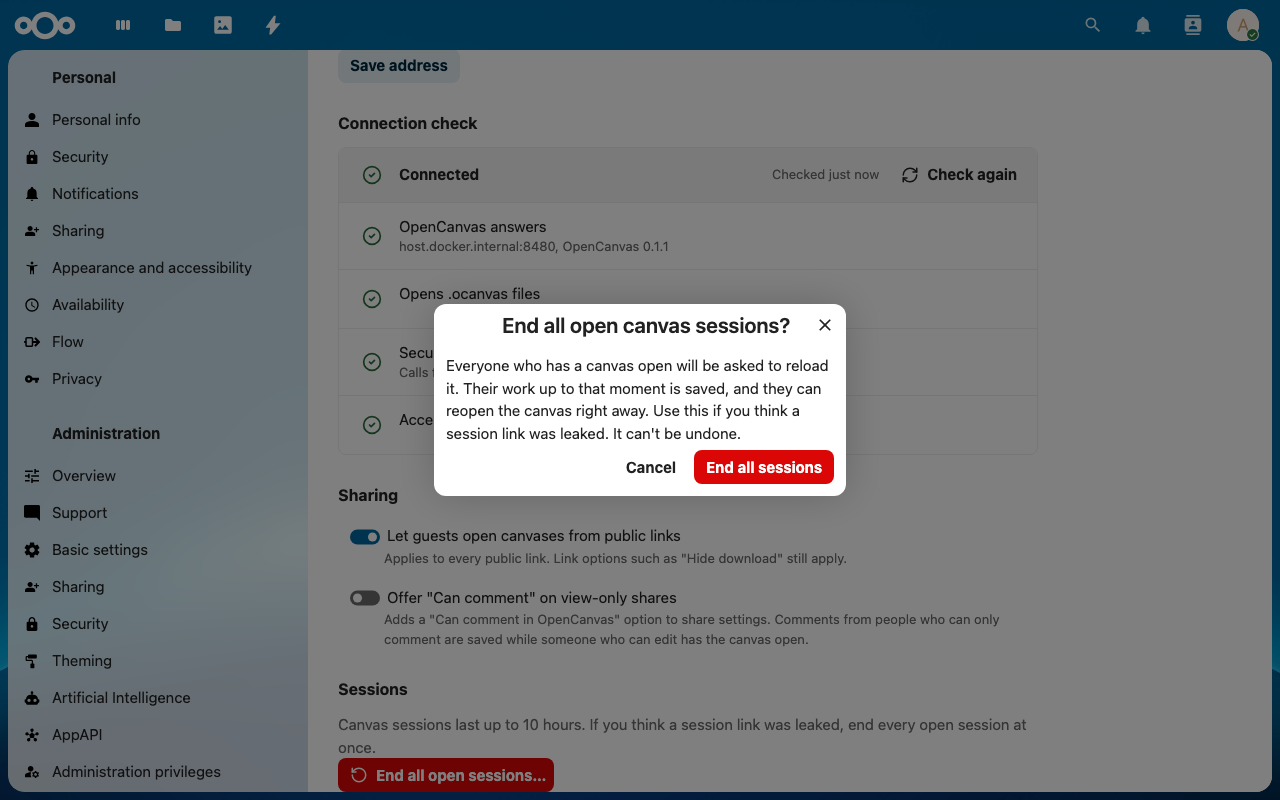 A
Personal
Personal info
Security
Notifications
Sharing
Appearance and accessibility
Availability
Flow
Privacy
Administration
Overview
Support
Basic settings
Sharing
Security
Theming
Artificial Intelligence
AppAPI
Administration privileges
Save address
Connection check
Connected
Checked just now
Check again
OpenCanvas answers
host.docker.internal:8480, OpenCanvas 0.1.1
Opens .ocanvas files
End all open canvas sessions?
Everyone who has a canvas open will be asked to reload
it. Their work up to that moment is saved, and they can
reopen the canvas right away. Use this if you think a
session link was leaked. It can't be undone.
Cancel
End all sessions
Sharing
Let guests open canvases from public links
Applies to every public link. Link options such as "Hide download" still apply.
Offer "Can comment" on view-only shares
Adds a "Can comment in OpenCanvas" option to share settings. Comments from people who can only
comment are saved while someone who can edit has the canvas open.
Sessions
Canvas sessions last up to 10 hours. If you think a session link was leaked, end every open session at
once.
End all open sessions...